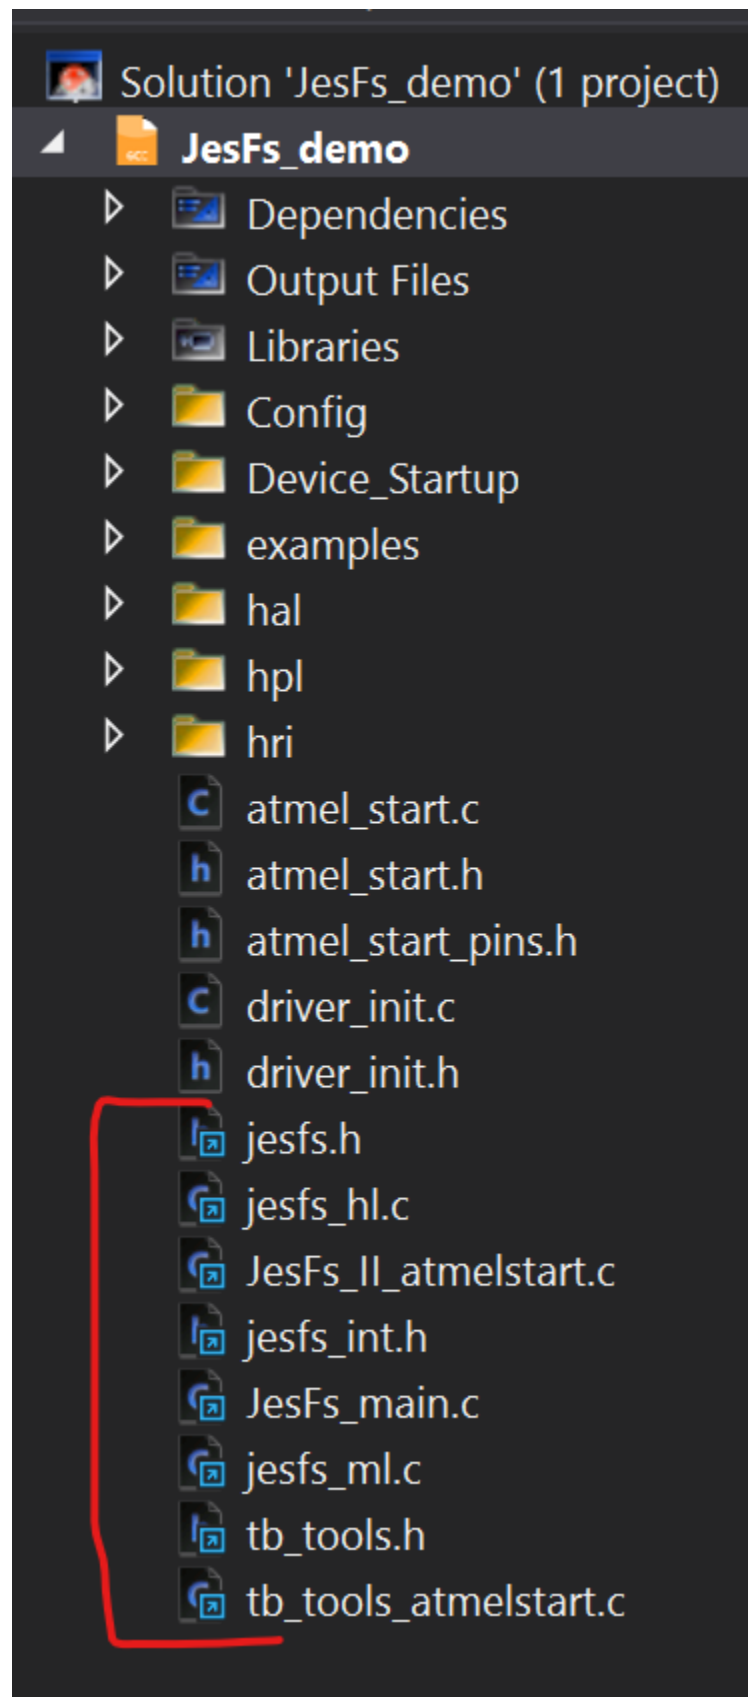 Solution 'JesFs_demo' (1 project)
GCC
JesFs_demo
Dependencies
Output Files
Libraries
Config
Device_Startup
examples
hal
hpl
hri
C atmel_start.c
h atmel_start.h
h atmel_start_pins.h
C driver_init.c
h driver_init.h
jesfs.h
jesfs_hl.c
JesFs_ll_atmelstart.c
jesfs_int.h
JesFs_main.c
jesfs_ml.c
tb_tools.h
tb_tools_atmelstart.c